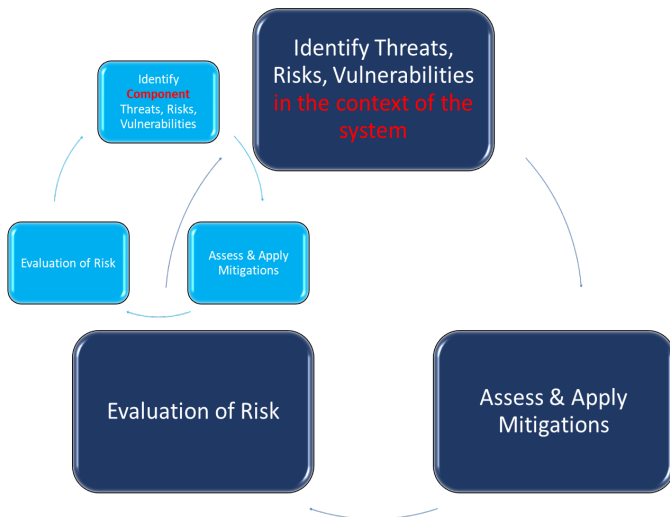 Identify Threats,
Risks, Vulnerabilities
in the context of the
system
Identify
Component
Threats, Risks,
Vulnerabilities
Evaluation of Risk
Assess & Apply
Mitigations
Evaluation of Risk
Assess & Apply
Mitigations